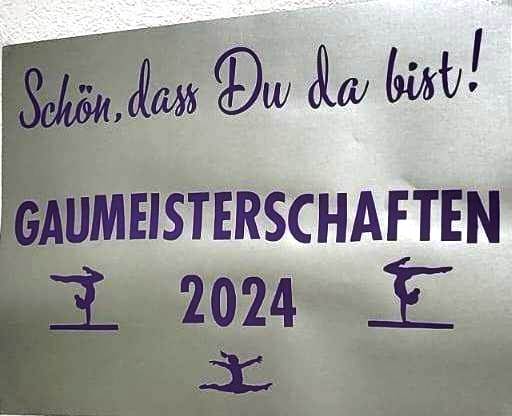 Schön, dass Du da bist!
GAUMEISTERSCHAFTEN
2024